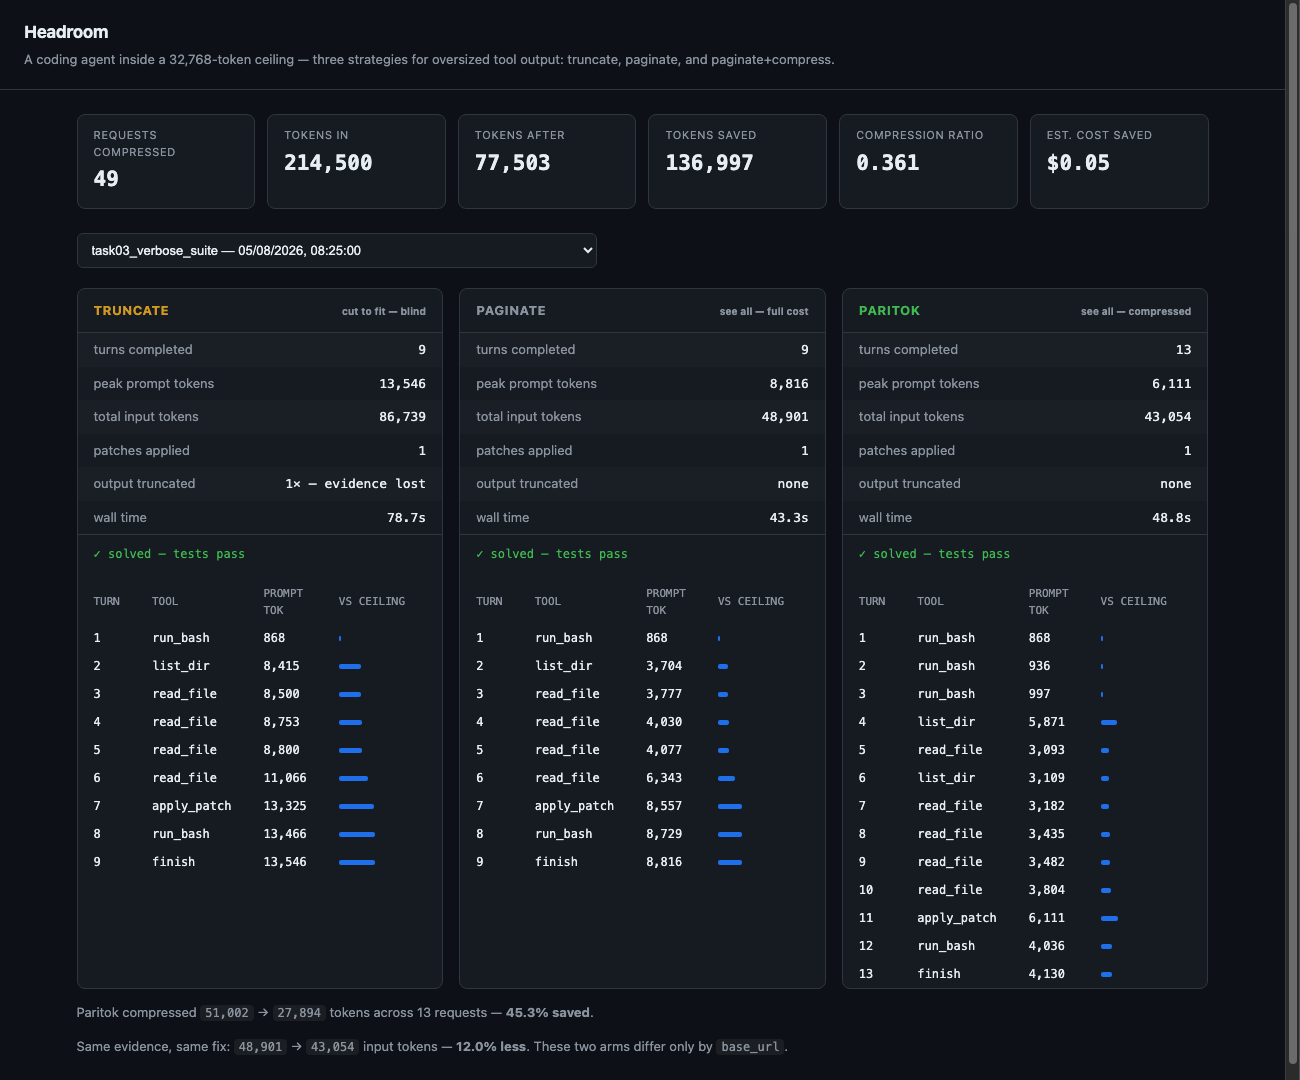 Headroom
A coding agent inside a 32,768-token ceiling — three strategies for oversized tool output: truncate, paginate, and paginate+compress.
REQUESTS COMPRESSED
49
TOKENS IN
214,500
TOKENS AFTER
77,503
TOKENS SAVED
136,997
COMPRESSION RATIO
0.361
EST. COST SAVED
$0.05
task03_verbose_suite — 05/08/2026, 08:25:00
TRUNCATE cut to fit — blind
turns completed 9
peak prompt tokens 13,546
total input tokens 86,739
patches applied 1
output truncated 1× — evidence lost
wall time 78.7s
✓ solved — tests pass
TURN TOOL PROMPT TOK VS CEILING
1 run_bash 868
2 list_dir 8,415
3 read_file 8,500
4 read_file 8,753
5 read_file 8,800
6 read_file 11,066
7 apply_patch 13,325
8 run_bash 13,466
9 finish 13,546
PAGINATE see all — full cost
turns completed 9
peak prompt tokens 8,816
total input tokens 48,901
patches applied 1
output truncated none
wall time 43.3s
✓ solved — tests pass
TURN TOOL PROMPT TOK VS CEILING
1 run_bash 868
2 list_dir 3,704
3 read_file 3,777
4 read_file 4,030
5 read_file 4,077
6 read_file 6,343
7 apply_patch 8,557
8 run_bash 8,729
9 finish 8,816
PARITOK see all — compressed
turns completed 13
peak prompt tokens 6,111
total input tokens 43,054
patches applied 1
output truncated none
wall time 48.8s
✓ solved — tests pass
TURN TOOL PROMPT TOK VS CEILING
1 run_bash 868
2 run_bash 936
3 run_bash 997
4 list_dir 5,871
5 read_file 3,093
6 list_dir 3,109
7 read_file 3,182
8 read_file 3,435
9 read_file 3,482
10 read_file 3,804
11 apply_patch 6,111
12 run_bash 4,036
13 finish 4,130
Paritok compressed 51,002 → 27,894 tokens across 13 requests — 45.3% saved.
Same evidence, same fix: 48,901 → 43,054 input tokens — 12.0% less. These two arms differ only by base_url.